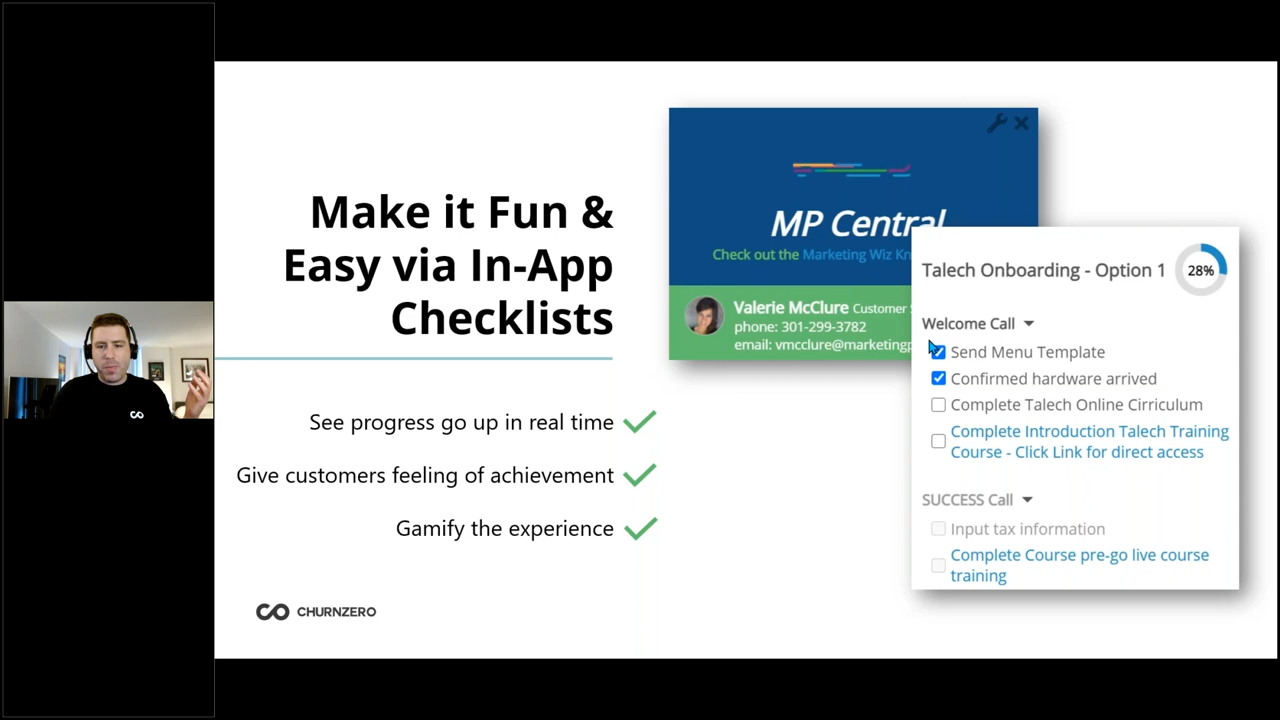 Make it Fun &
Easy via In-App
Checklists
See progress go up in real time
Give customers feeling of achievement
Gamify the experience
CHURNZERO
MP Central
Check out the Marketing Wiz
Valerie McClure Customer
phone: 301-299-3782
email: vmcclure@marketingp
Talech Onboarding - Option 1
28%
Welcome Call
Send Menu Template
Confirmed hardware arrived
Complete Talech Online Cirriculum
Complete Introduction Talech Training
Course - Click Link for direct access
SUCCESS Call
Input tax information
Complete Course pre-go live course
training